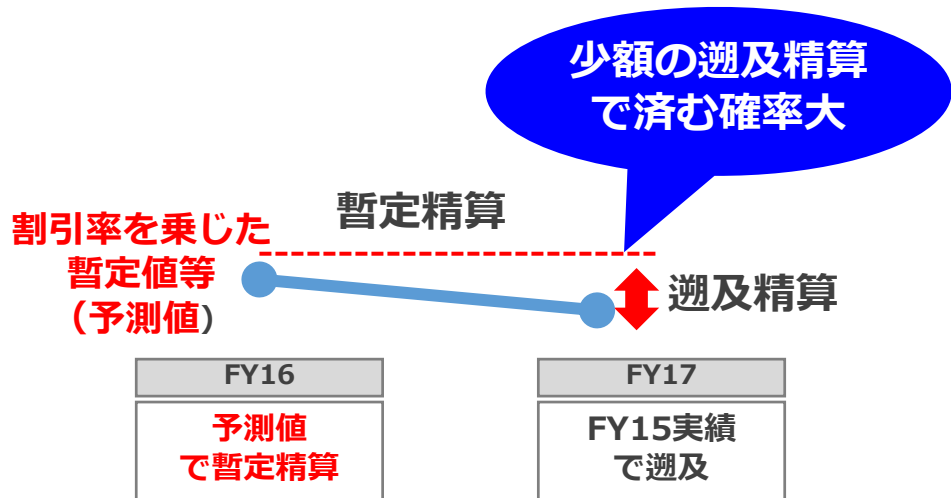 少額の遡及精算
で済む確率大
暫定精算
割引率を乗じた
暫定値等
（予測値)
遡及精算
FY16
FY17
予測値
で暫定精算
FY15実績
で遡及